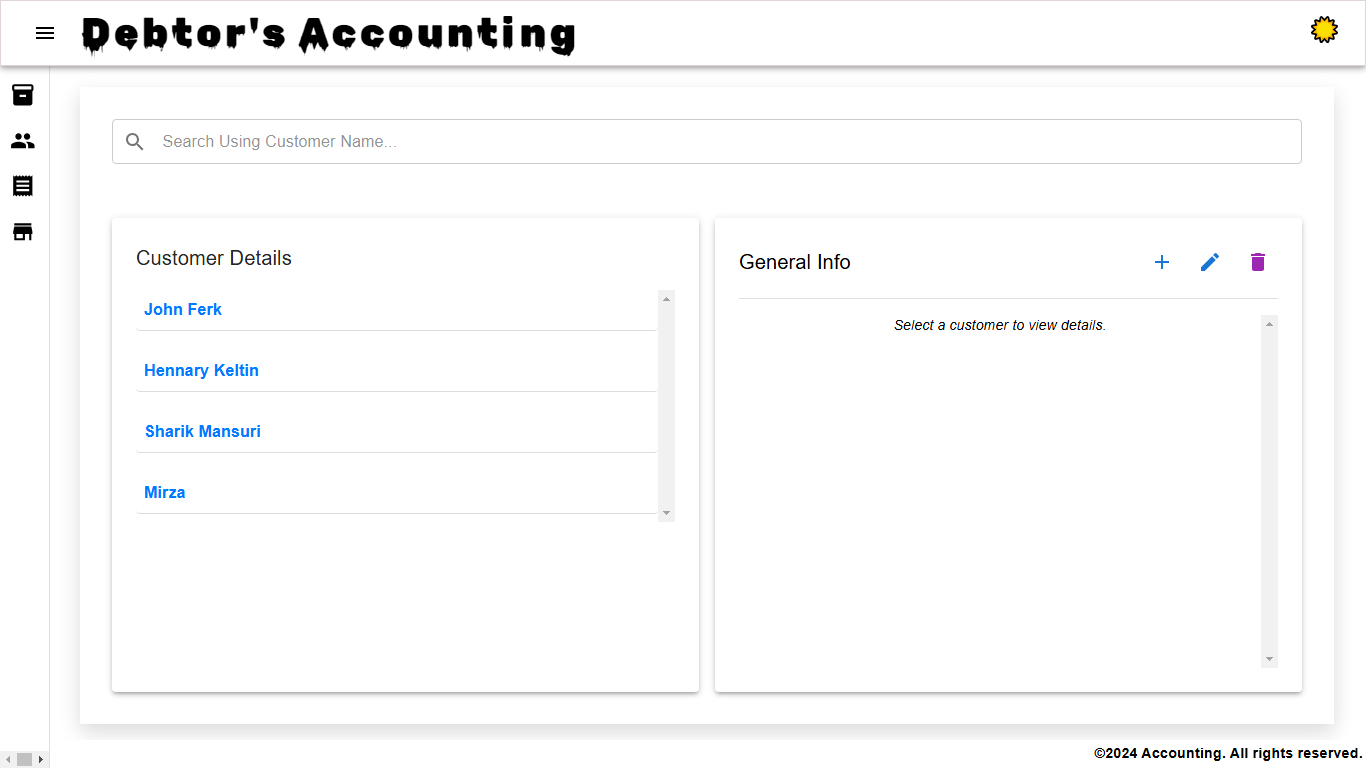 Debtor's Accounting
Search Using Customer Name...
Customer Details
John Ferk
Hennary Keltin
Sharik Mansuri
Mirza
General Info
Select a customer to view details.
©2024 Accounting. All rights reserved.